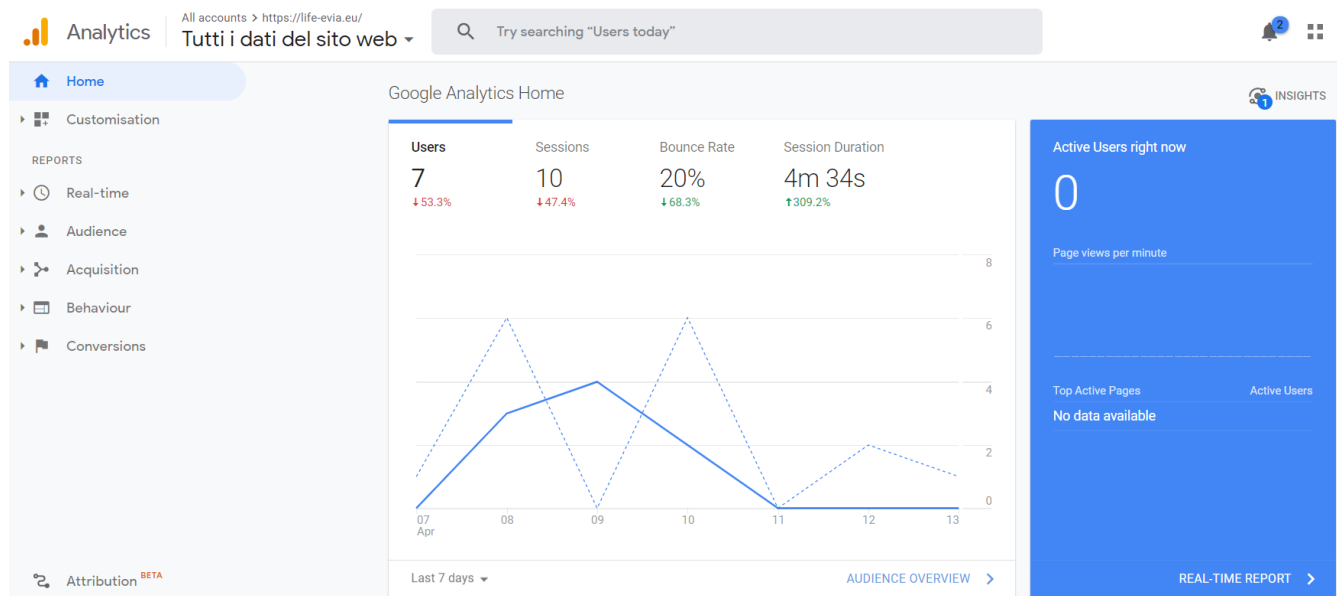 Analytics
All accounts > https://life-evia.eu/
Tutti i dati del sito web
Try searching “Users today”
2
Home
Customisation
REPORTS
Real-time
Audience
Acquisition
Behaviour
Conversions
Attribution BETA
Google Analytics Home
1 INSIGHTS
Users Sessions Bounce Rate Session Duration
7 10 20% 4m 34s
↓53.3% ↓47.4% ↓68.3% ↑309.2%
8
6
4
2
0
07 08 09 10 11 12 13
Apr
Last 7 days
AUDIENCE OVERVIEW
Active Users right now
0
Page views per minute
Top Active Pages Active Users
No data available
REAL-TIME REPORT